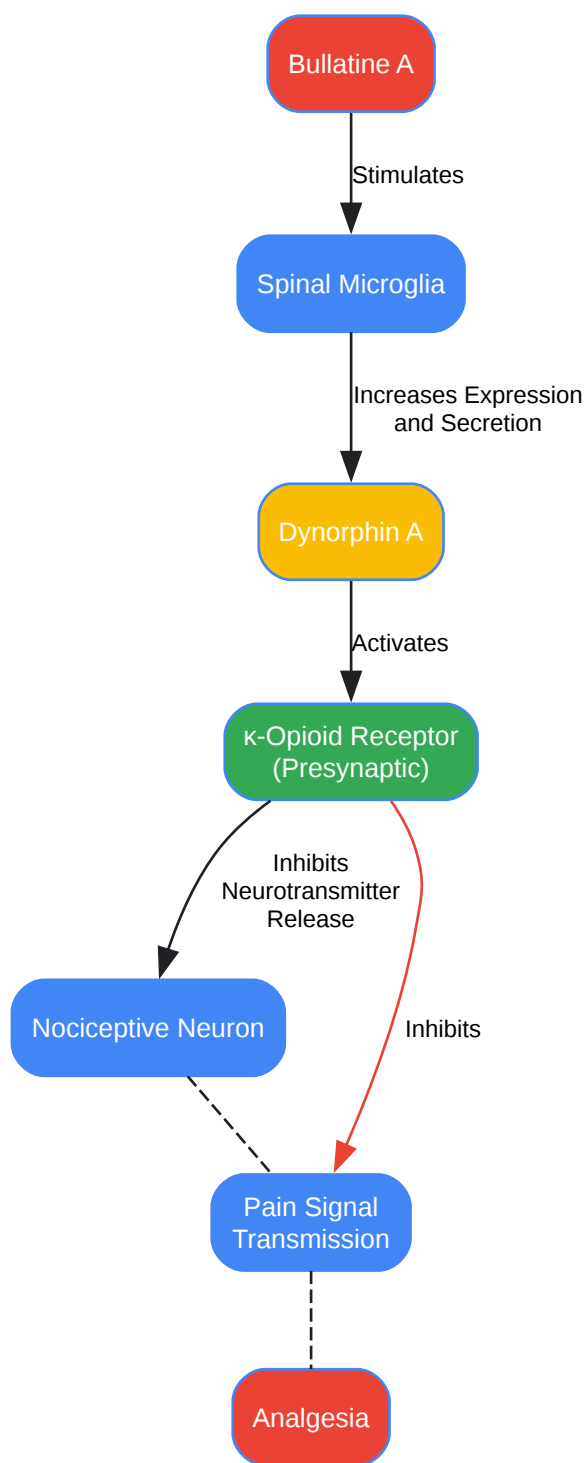 Bullatine A
Stimulates
Spinal Microglia
Increases Expression
and Secretion
Dynorphin A
Activates
κ-Opioid Receptor
(Presynaptic)
Inhibits
Neurotransmitter
Release
Nociceptive Neuron
Inhibits
Pain Signal
Transmission
Analgesia